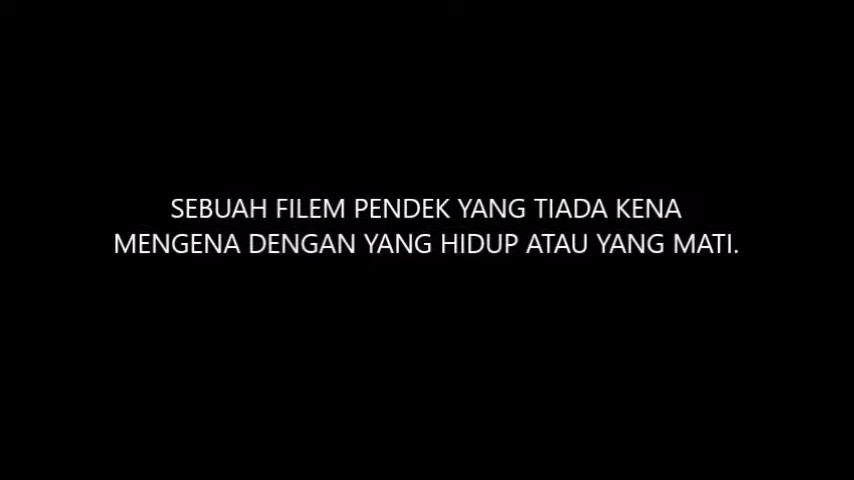 SEBUAH FILEM PENDEK YANG TIADA KENA
MENGENA DENGAN YANG HIDUP ATAU YANG MATI.